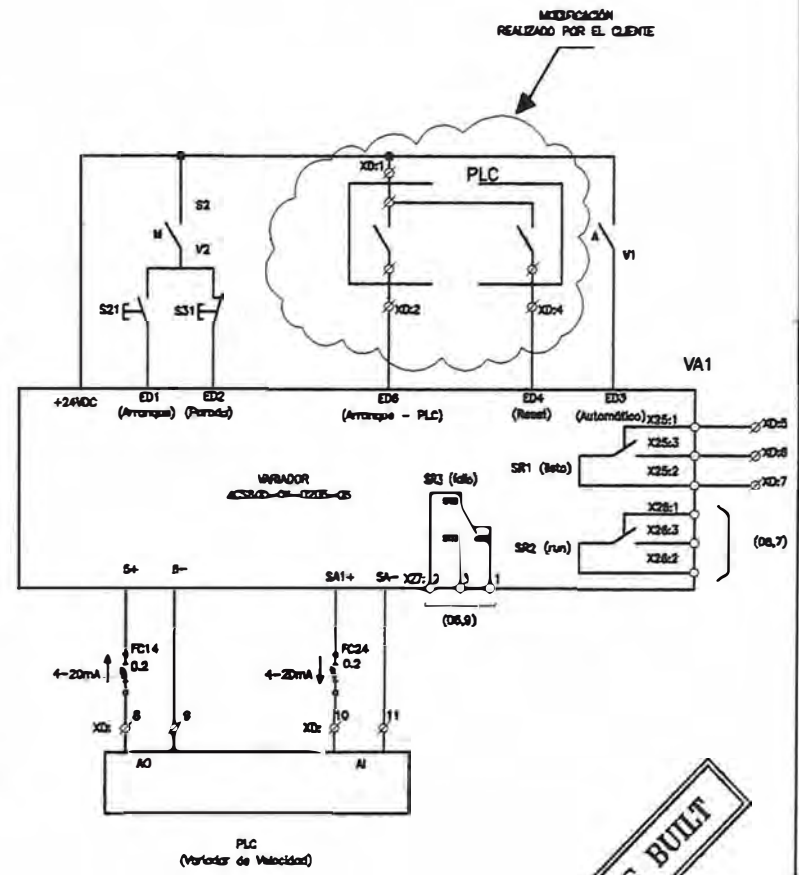 MODIFICACIÓN
REALIZADO POR EL CLIENTE
XD:1
PLC
S2
M
V2
A
V1
S21
S31
XD:2
XD:4
VA1
+24VDC
ED1
(Arranque)
ED2
(Parada)
ED6
(Arranque - PLC)
ED4
(Reset)
ED3
(Automático)
X25:1
XD:5
X25:3
XD:6
SR1 (listo)
X25:2
XD:7
VARIADOR
SR3 (fallo)
X26:1
SR2 (run)
X26:3
X26:2
(06,7)
5+
6-
SA1+
SA-
X27:
2
3
1
(06,9)
FC14
0.2
4-20mA
FC24
0.2
4-20mA
XD:
8
9
XD:
10
11
AO
AI
PLC
(Variador de Velocidad)
BUILT